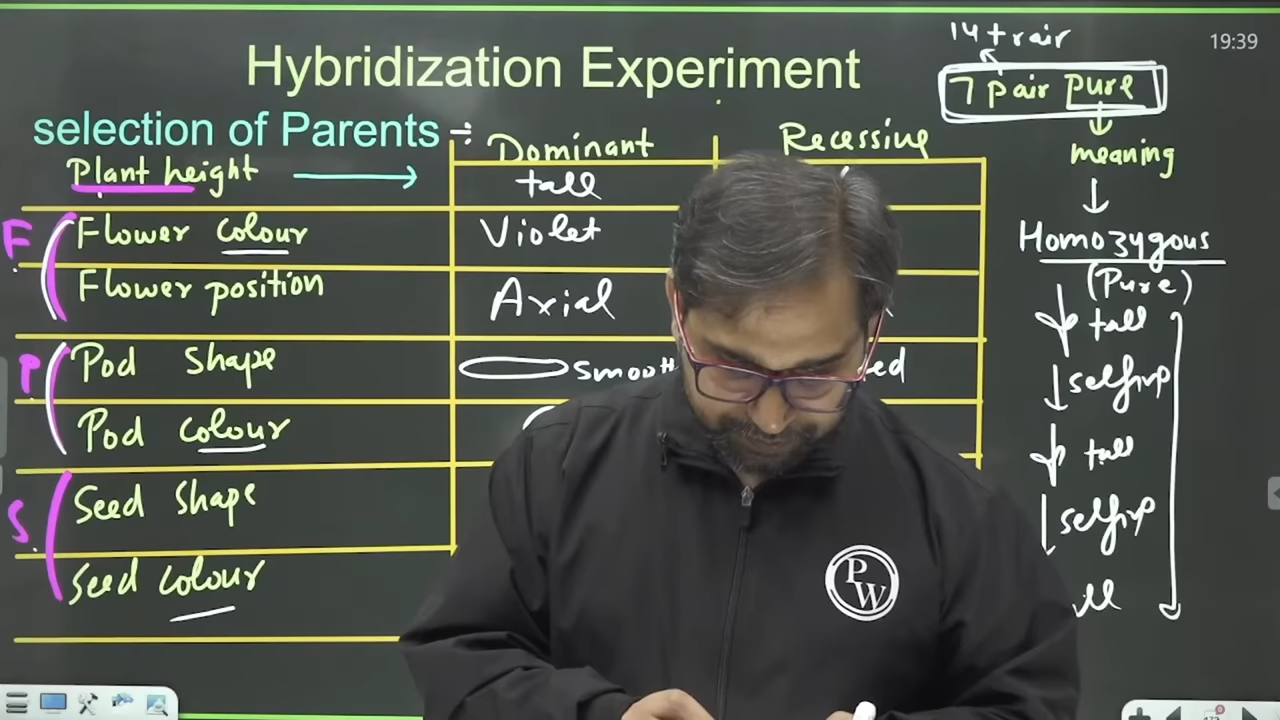 14 trair
19:39
Hybridization Experiment
7 pair pure
selection of Parents ÷
Dominant
Recessive
meaning
Plant height
tall
Flower colour
Violet
Homozygous
(Pure)
Flower position
Axial
tall
Pod Shape
smooth
ed
selfing
Pod colour
tall
Seed Shape
selfing
Seed colour
ll
F
P
S
PW